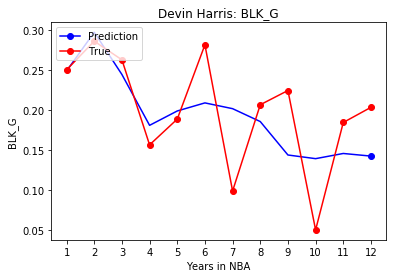 Devin Harris: BLK_G
Prediction
True
BLK_G
0.30
0.25
0.20
0.15
0.10
0.05
1 2 3 4 5 6 7 8 9 10 11 12
Years in NBA